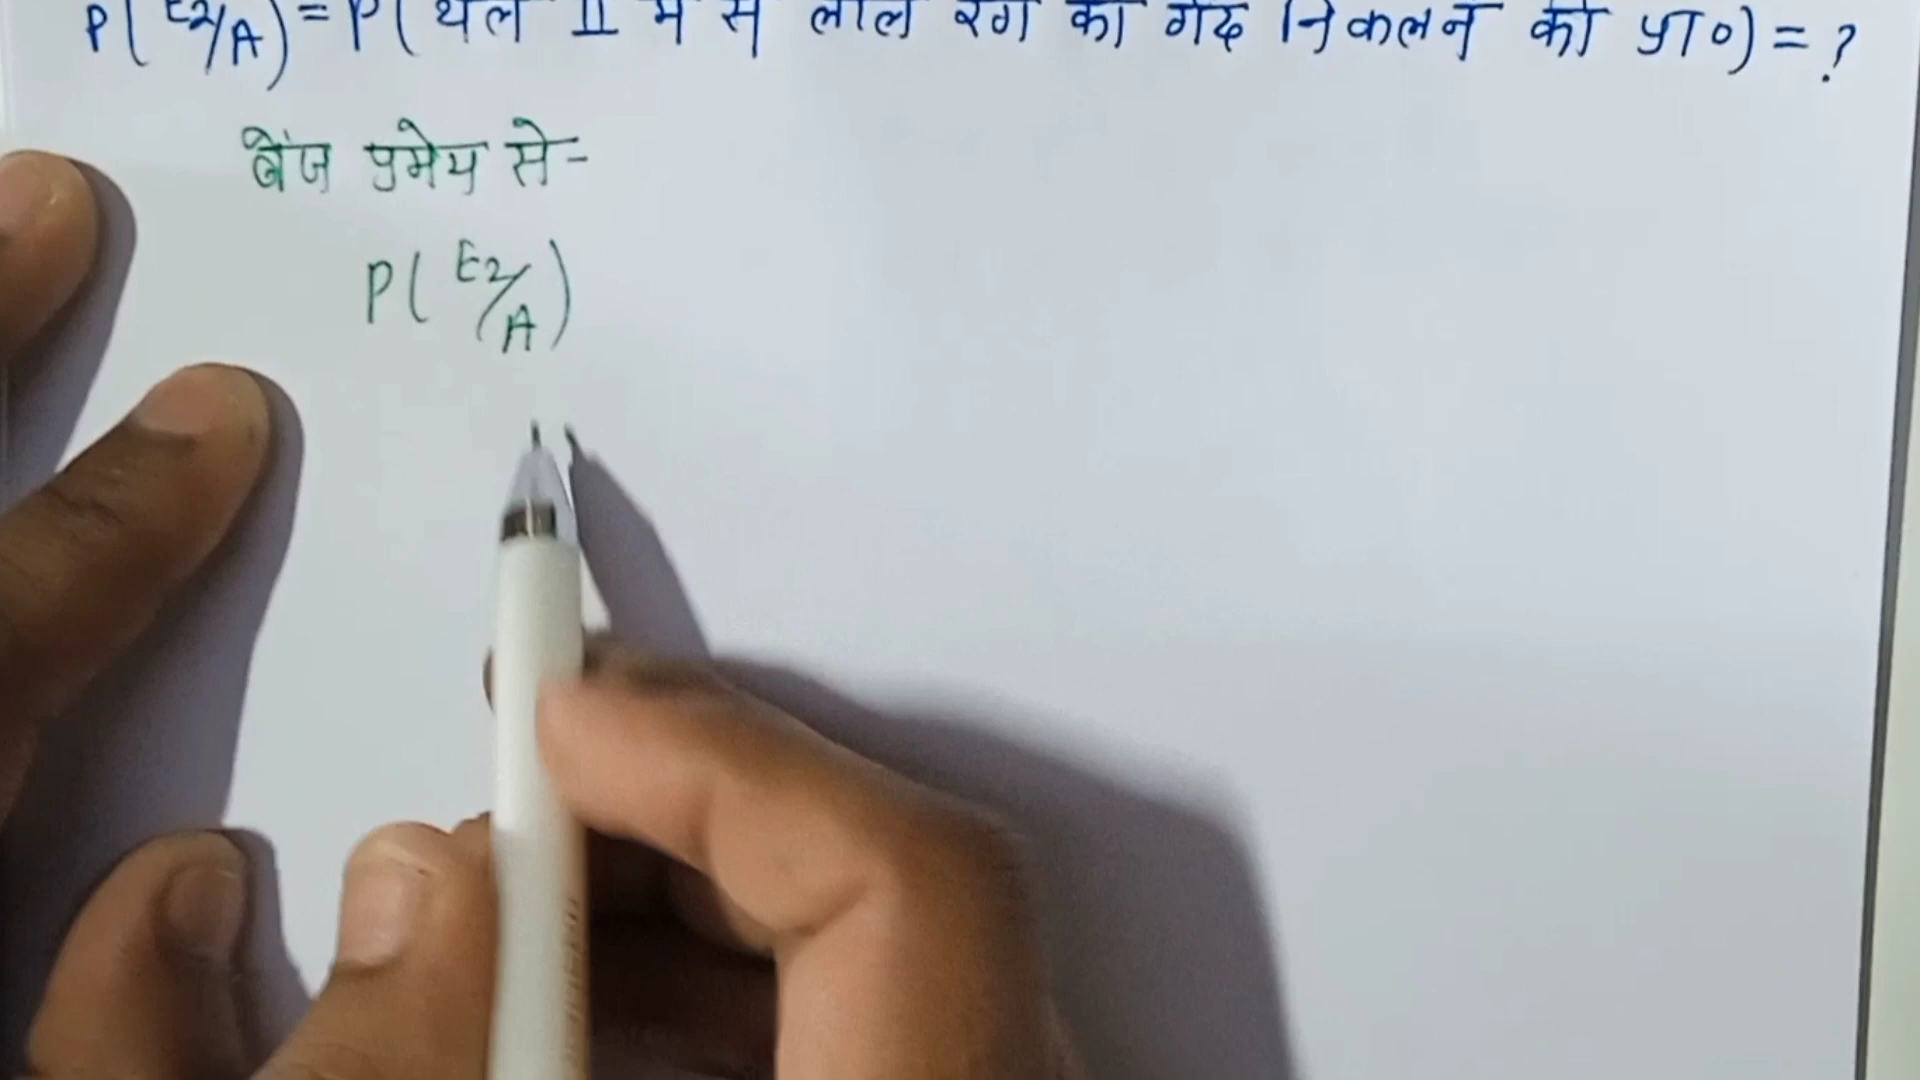 P(E2/A) = P( थैले II में से लाल रंग की गेंद निकलने की प्रा०) = ?
बेंज प्रमेय से-
P( E2/A )